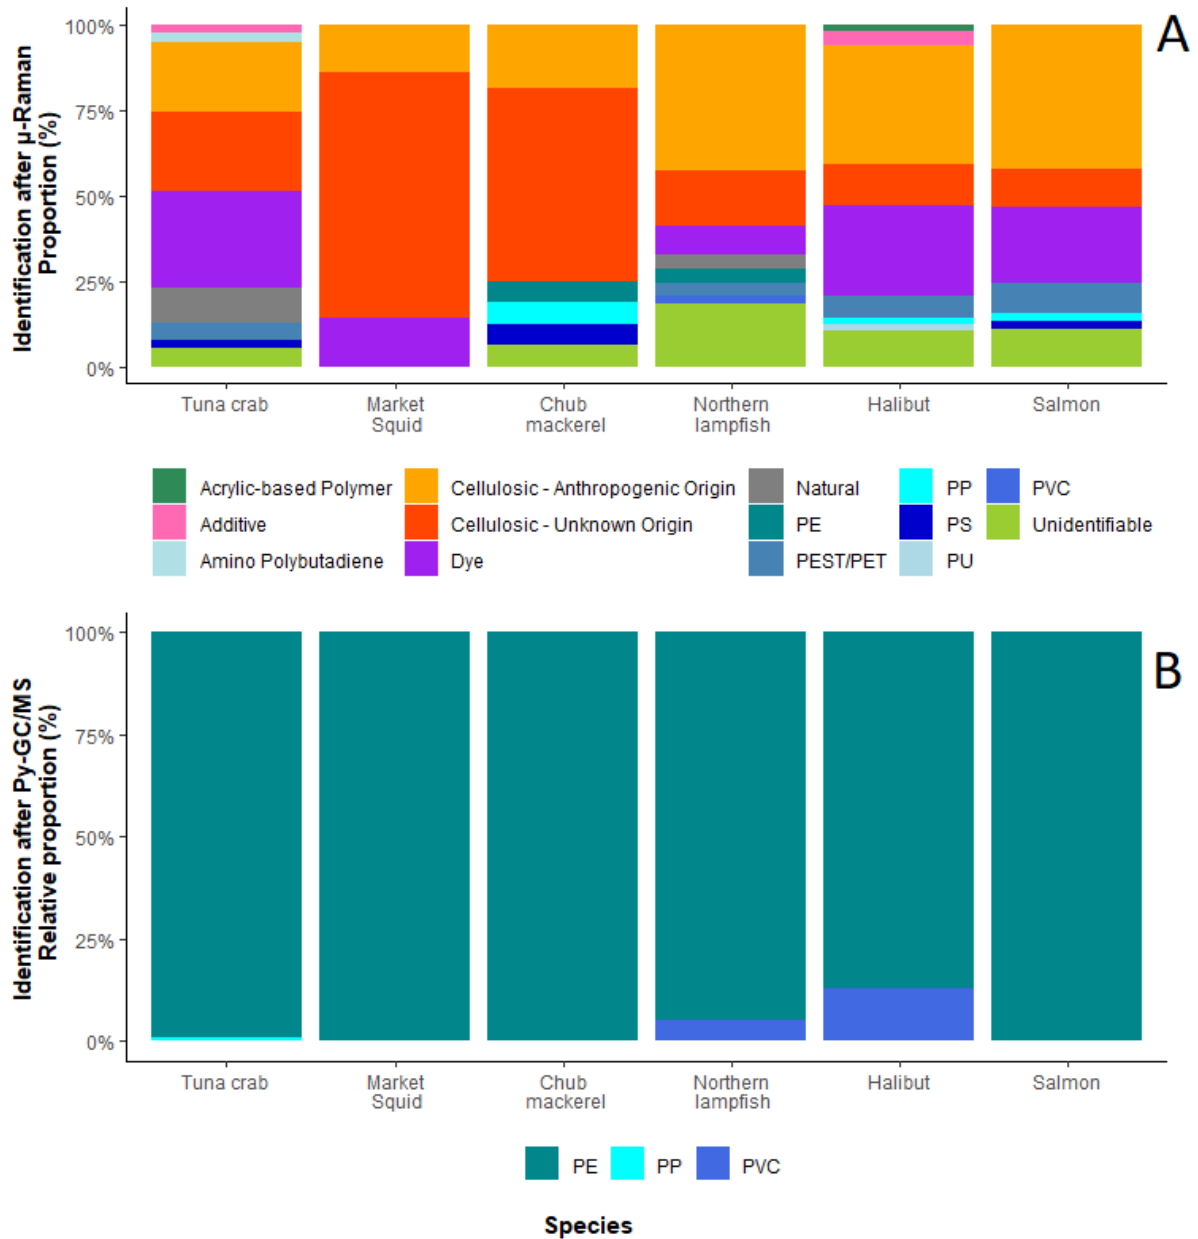 A
Identification after µ-Raman
Proportion (%)
100%
75%
50%
25%
0%
Tuna crab
Market
Squid
Chub
mackerel
Northern
lampfish
Halibut
Salmon
Acrylic-based Polymer
Additive
Amino Polybutadiene
Cellulosic - Anthropogenic Origin
Cellulosic - Unknown Origin
Dye
Natural
PE
PEST/PET
PP
PS
PU
PVC
Unidentifiable
B
Identification after Py-GC/MS
Relative proportion (%)
100%
75%
50%
25%
0%
Tuna crab
Market
Squid
Chub
mackerel
Northern
lampfish
Halibut
Salmon
PE
PP
PVC
Species